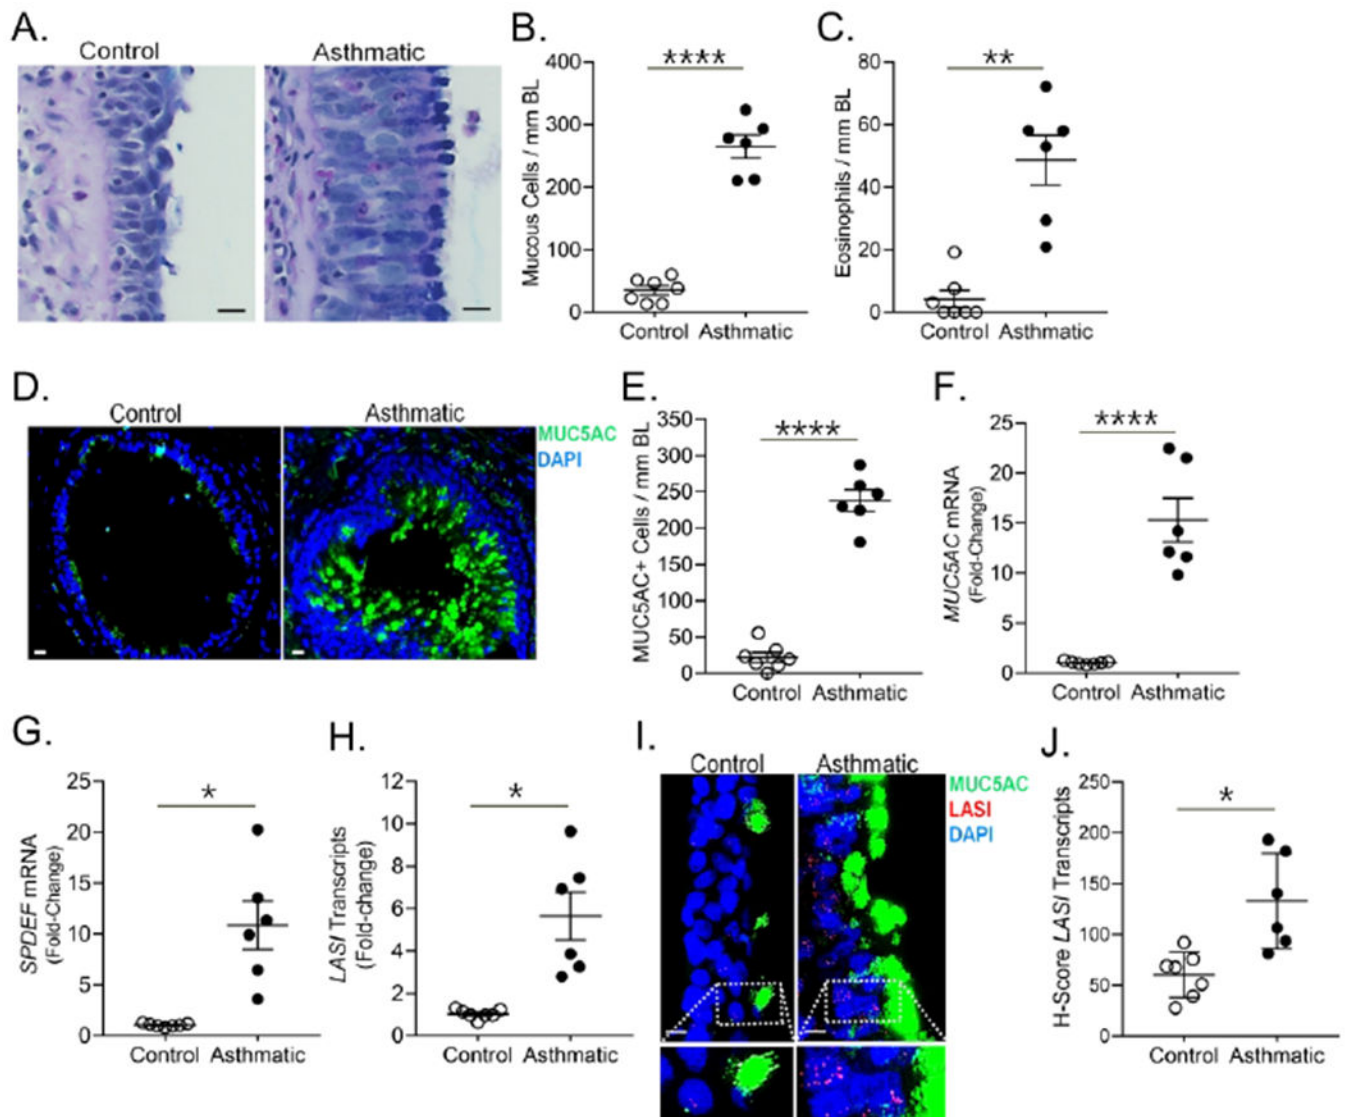 A.
Control
Asthmatic
B.
Mucous Cells / mm BL
400
300
200
100
0
****
Control Asthmatic
C.
Eosinophils / mm BL
80
60
40
20
0
**
Control Asthmatic
D.
Control
Asthmatic
MUC5AC
DAPI
E.
MUC5AC+ Cells / mm BL
350
300
250
200
150
100
50
0
****
Control Asthmatic
F.
MUC5AC mRNA
(Fold-Change)
25
20
15
10
5
0
****
Control Asthmatic
G.
SPDEF mRNA
(Fold-Change)
25
20
15
10
5
0
*
Control Asthmatic
H.
LASI Transcripts
(Fold-change)
12
10
8
6
4
2
0
*
Control Asthmatic
I.
Control
Asthmatic
MUC5AC
LASI
DAPI
J.
H-Score LASI Transcripts
250
200
150
100
50
0
*
Control Asthmatic